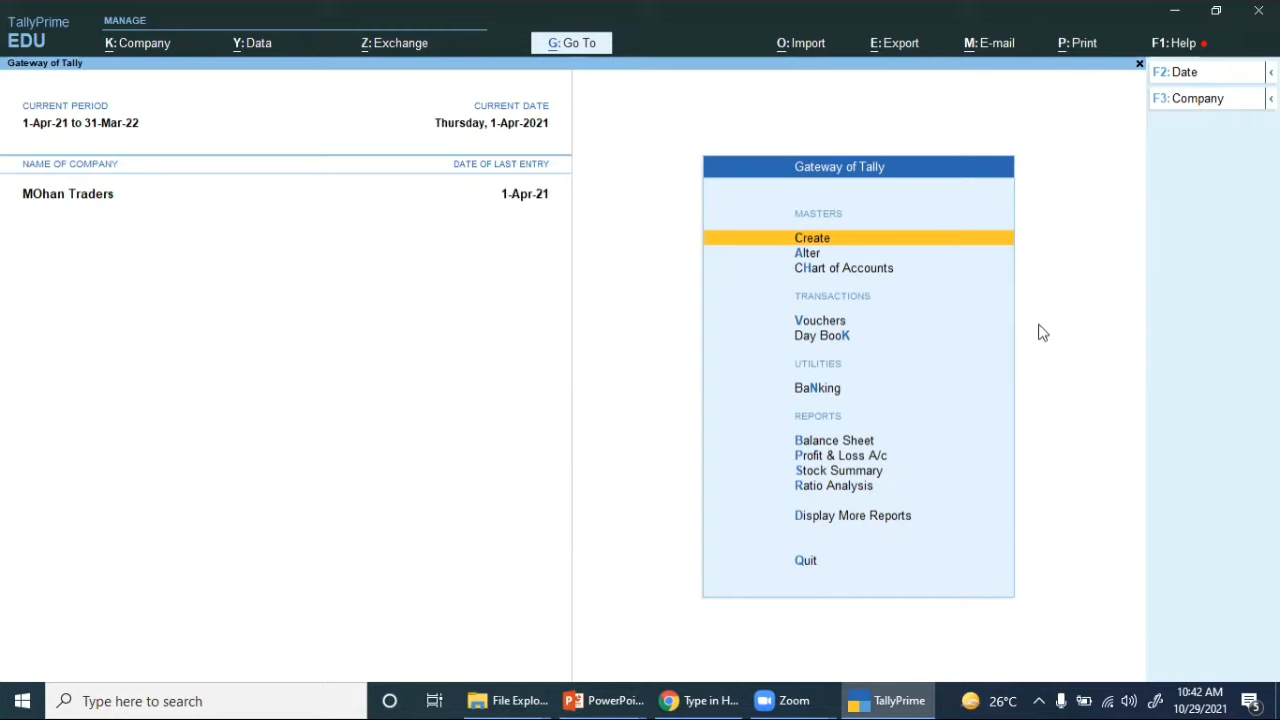 TallyPrime
EDU
MANAGE
K:Company
Y:Data
Z:Exchange
G:Go To
O:Import
E:Export
M:E-mail
P:Print
F1:Help
Gateway of Tally
F2:Date
F3:Company
CURRENT PERIOD
CURRENT DATE
1-Apr-21 to 31-Mar-22
Thursday, 1-Apr-2021
NAME OF COMPANY
DATE OF LAST ENTRY
MOhan Traders
1-Apr-21
Gateway of Tally
MASTERS
Create
Alter
CHart of Accounts
TRANSACTIONS
Vouchers
Day BooK
UTILITIES
BaNking
REPORTS
Balance Sheet
Profit & Loss A/c
Stock Summary
Ratio Analysis
Display More Reports
Quit
Type here to search
File Explo...
PowerPoi...
Type in H...
Zoom
TallyPrime
26°C
10:42 AM
10/29/2021
5